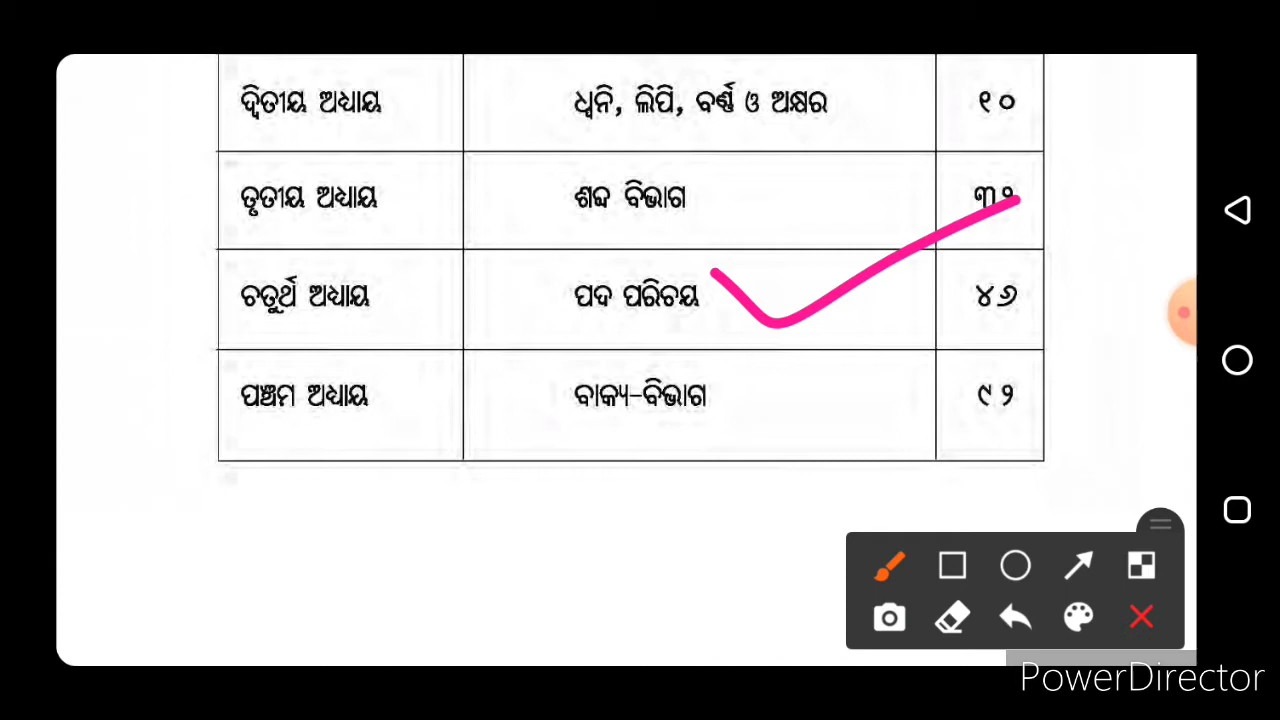 ଦ୍ୱିତୀୟ ଅଧ୍ୟାୟ ଧ୍ୱନି, ଲିପି, ବର୍ଣ୍ଣ ଓ ଅକ୍ଷର ୧୦
ତୃତୀୟ ଅଧ୍ୟାୟ ଶବ୍ଦ ବିଭାଗ
ଚତୁର୍ଥ ଅଧ୍ୟାୟ ପଦ ପରିଚୟ ୪୬
ପଞ୍ଚମ ଅଧ୍ୟାୟ ବାକ୍ୟ-ବିଭାଗ ୯୨
PowerDirector